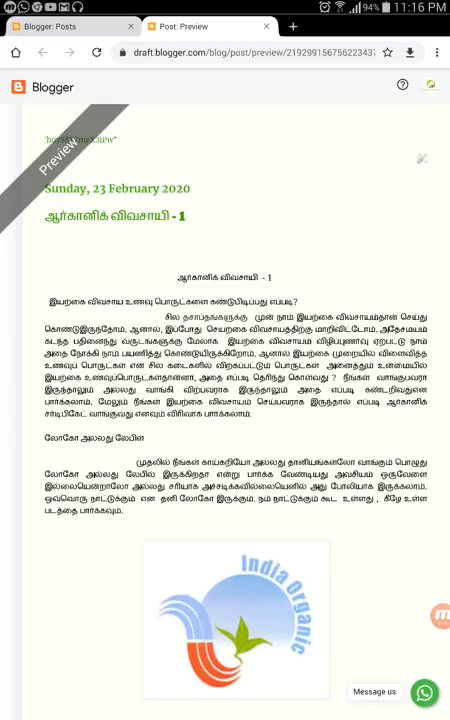 94% 11:16 PM
Blogger: Posts
Post: Preview
draft.blogger.com/blog/post/preview/21929915675622343
Blogger
Preview
Sunday, 23 February 2020
ஆர்கானிக் விவசாயி - 1
ஆர்கானிக் விவசாயி - 1
இயற்கை விவசாய உணவு பொருட்களை கண்டுபிடிப்பது எப்படி?
சில தசாப்தங்களுக்கு முன் நாம் இயற்கை விவசாயம்தான் செய்து
கொண்டுஇருந்தோம், ஆனால், இப்போது செயற்கை விவசாயத்திற்கு மாறிவிட்டோம், அதேசமயம்
கடந்த பதினைந்து வருடங்களுக்கு மேலாக இயற்கை விவசாயம் விழிப்புணர்வு ஏற்பட்டு நாம்
அதை நோக்கி நாம் பயணித்து கொண்டுயிருக்கிறோம், ஆனால் இயற்கை முறையில் விளைவித்த
உணவுப் பொருட்கள் என சில கடைகளில் விற்கப்பட்டும் பொருட்கள் அனைத்தும் உண்மையில்
இயற்கை உணவுப்பொருட்கள்தான்னா, அதை எப்படி தெரிந்து கொள்வது ? நீங்கள் வாங்குபவரா
இருந்தாலும் அல்லது வாங்கி விற்பவராக இருந்தாலும் அதை எப்படி கண்டறிவதுன
பார்க்கலாம், மேலும் நீங்கள் இயற்கை விவசாயம் செய்பவராக இருந்தால் எப்படி ஆர்கானிக்
சர்டிபிகேட் வாங்குவது எனவும் விரிவாக பார்க்கலாம்.
லோகோ அல்லது லேபிள்
முதலில் நீங்கள் காய்கறியோ அல்லது தானியங்கள்லோ வாங்கும் பொழுது
லோகோ அல்லது லேபில் இருக்கிறதா என்று பார்க்க வேண்டியது அவசியம் ஒருவேளை
இல்லையென்றாலோ அல்லது சரியாக அச்சடிக்கவில்லையெனில் அது போலியாக இருக்கலாம்.
ஒவ்வொரு நாட்டுக்கும் என தனி லோகோ இருக்கும். நம் நாட்டுக்கும் கூட உள்ளது , கிழே உள்ள
படத்தை பார்க்கவும்.
India Organic
Message us